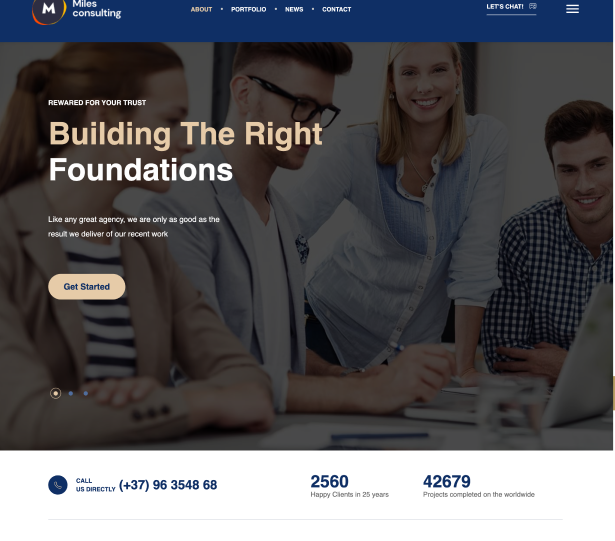 M
Miles
consulting
ABOUT • PORTFOLIO • NEWS • CONTACT
LET'S CHAT!
REWARED FOR YOUR TRUST
Building The Right
Foundations
Like any great agency, we are only as good as the
result we deliver of our recent work
Get Started
CALL
US DIRECTLY (+37) 96 3548 68
2560
Happy Clients in 25 years
42679
Projects completed on the worldwide